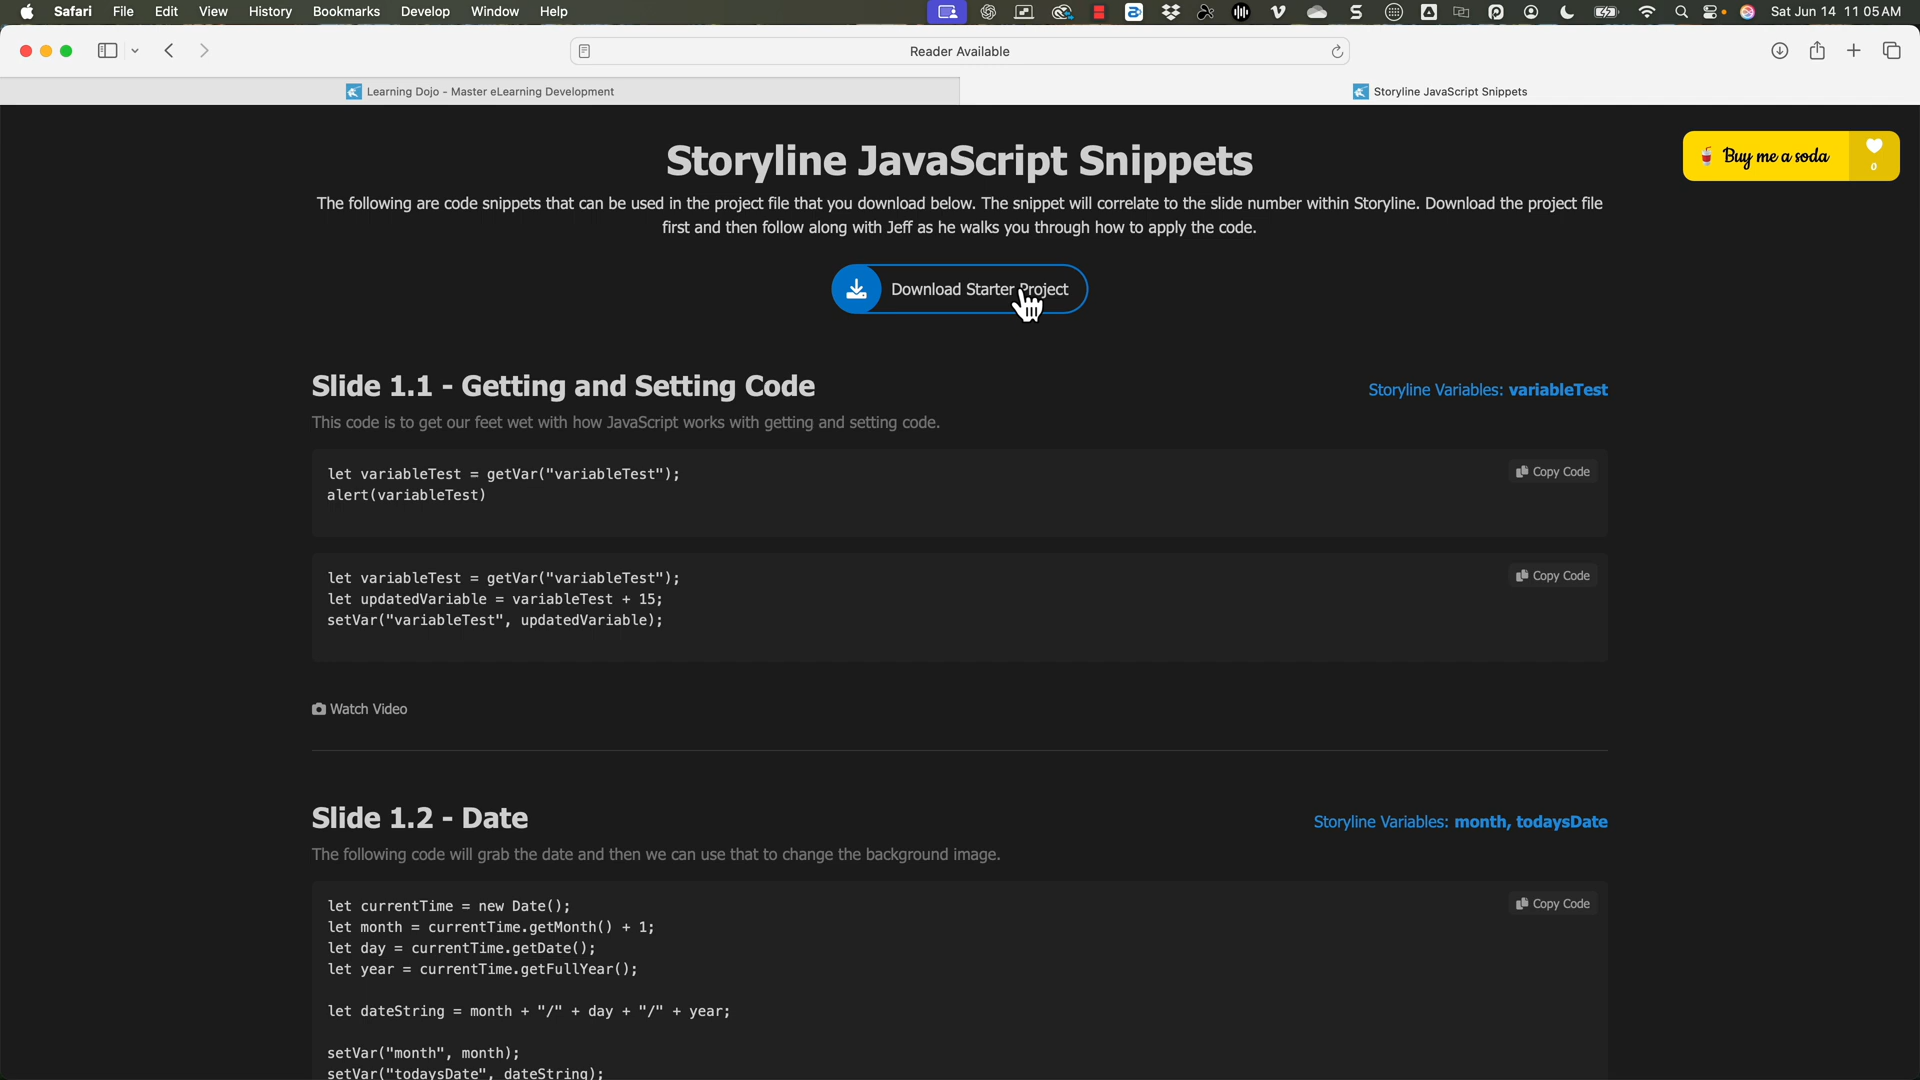 Safari File Edit View History Bookmarks Develop Window Help Sat Jun 14 11 05 AM
Reader Available
Learning Dojo - Master eLearning Development
Storyline JavaScript Snippets
Storyline JavaScript Snippets
Buy me a soda
0
The following are code snippets that can be used in the project file that you download below. The snippet will correlate to the slide number within Storyline. Download the project file
first and then follow along with Jeff as he walks you through how to apply the code.
Download Starter Project
Slide 1.1 - Getting and Setting Code
Storyline Variables: variableTest
This code is to get our feet wet with how JavaScript works with getting and setting code.
let variableTest = getVar("variableTest");
alert(variableTest)
Copy Code
let variableTest = getVar("variableTest");
let updatedVariable = variableTest + 15;
setVar("variableTest", updatedVariable);
Copy Code
Watch Video
Slide 1.2 - Date
Storyline Variables: month, todaysDate
The following code will grab the date and then we can use that to change the background image.
let currentTime = new Date();
let month = currentTime.getMonth() + 1;
let day = currentTime.getDate();
let year = currentTime.getFullYear();
let dateString = month + "/" + day + "/" + year;
setVar("month", month);
setVar("todaysDate", dateString);
Copy Code